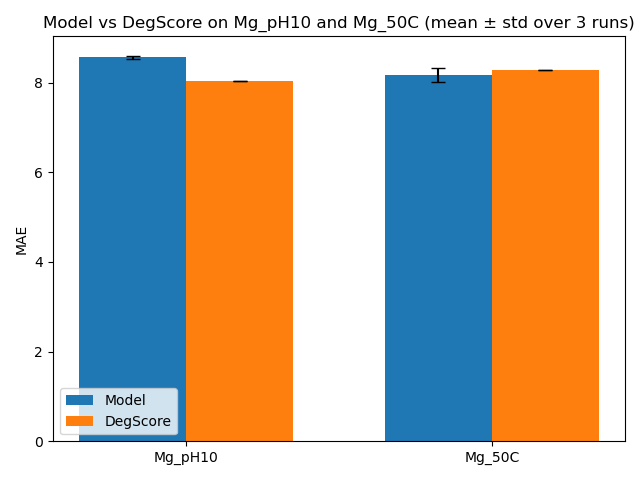 Model vs DegScore on Mg_pH10 and Mg_50C (mean ± std over 3 runs)
MAE
8
6
4
2
0
Model
DegScore
Mg_pH10
Mg_50C